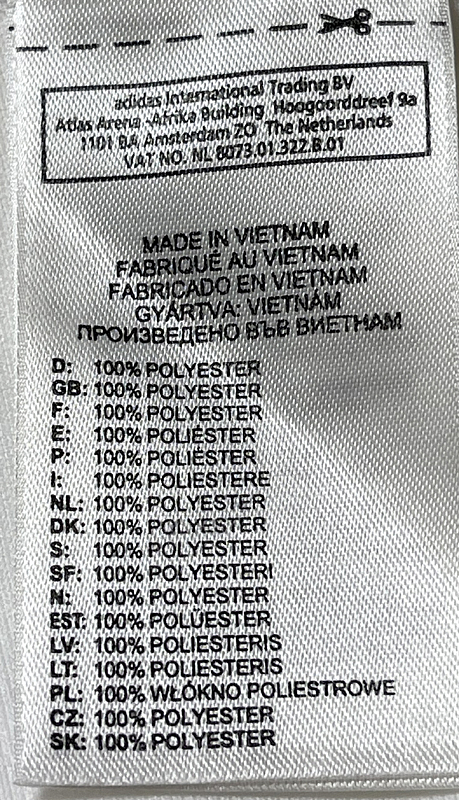 adidas International Trading BV
Atlas Arena -Afrika Building Hoogoorddreef 9a
1101 BA Amsterdam ZO The Netherlands
VAT NO. NL 8073.01.322.B.01
MADE IN VIETNAM
FABRIQUÉ AU VIETNAM
FABRICADO EN VIETNAM
GYÁRTVA: VIETNÁM
ПРОИЗВЕДЕНО ВЪВ ВИЕТНАМ
D: 100% POLYESTER
GB: 100% POLYESTER
F: 100% POLYESTER
E: 100% POLIÉSTER
P: 100% POLIÉSTER
I: 100% POLIESTERE
NL: 100% POLYESTER
DK: 100% POLYESTER
S: 100% POLYESTER
SF: 100% POLYESTERI
N: 100% POLYESTER
EST: 100% POLÜESTER
LV: 100% POLIESTERIS
LT: 100% POLIESTERIS
PL: 100% WŁÓKNO POLIESTROWE
CZ: 100% POLYESTER
SK: 100% POLYESTER